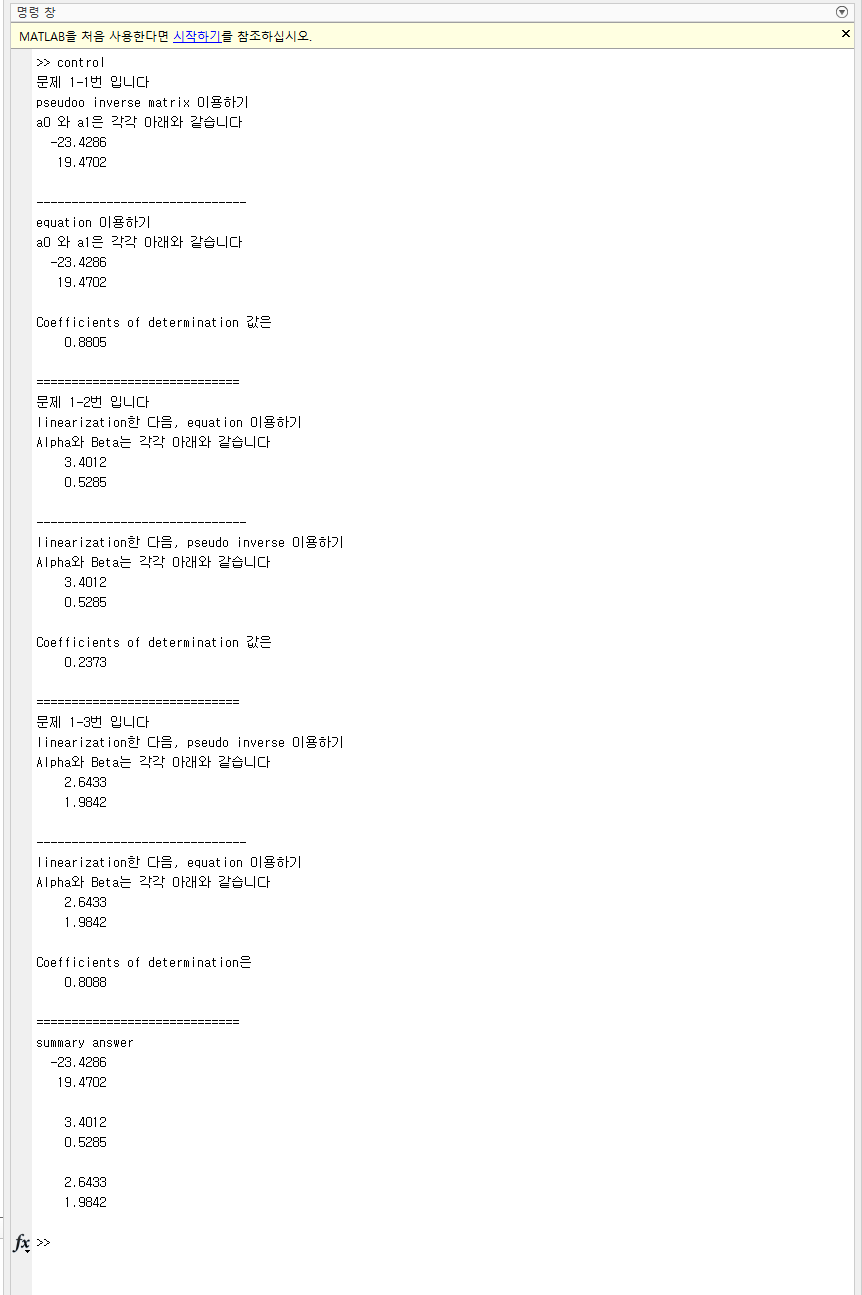 명령 창
MATLAB을 처음 사용한다면 시작하기를 참조하십시오.
>> control
문제 1-1번 입니다
pseudoo inverse matrix 이용하기
a0 와 a1은 각각 아래와 같습니다
-23.4286
19.4702
------------------------------
equation 이용하기
a0 와 a1은 각각 아래와 같습니다
-23.4286
19.4702
Coefficients of determination 값은
0.8805
=============================
문제 1-2번 입니다
linearization한 다음, equation 이용하기
Alpha와 Beta는 각각 아래와 같습니다
3.4012
0.5285
------------------------------
linearization한 다음, pseudo inverse 이용하기
Alpha와 Beta는 각각 아래와 같습니다
3.4012
0.5285
Coefficients of determination 값은
0.2373
=============================
문제 1-3번 입니다
linearization한 다음, pseudo inverse 이용하기
Alpha와 Beta는 각각 아래와 같습니다
2.6433
1.9842
------------------------------
linearization한 다음, equation 이용하기
Alpha와 Beta는 각각 아래와 같습니다
2.6433
1.9842
Coefficients of determination은
0.8088
=============================
summary answer
-23.4286
19.4702
3.4012
0.5285
2.6433
1.9842
fx >>